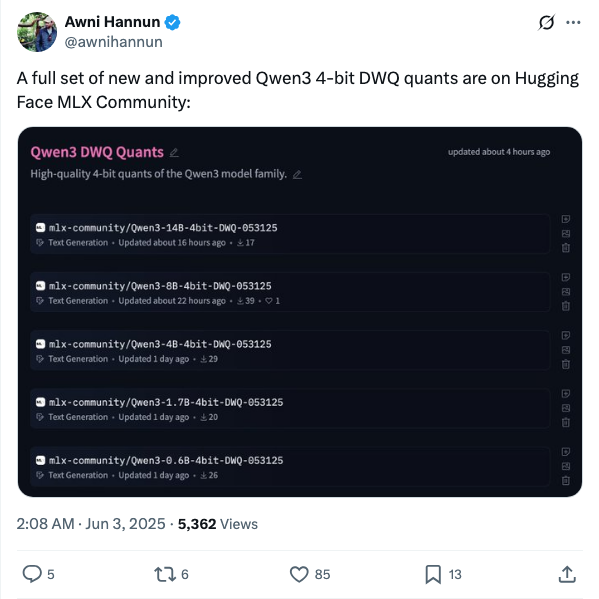 Awni Hannun
@awnihannun
A full set of new and improved Qwen3 4-bit DWQ quants are on Hugging
Face MLX Community:
Qwen3 DWQ Quants
updated about 4 hours ago
High-quality 4-bit quants of the Qwen3 model family.
mlx-community/Qwen3-14B-4bit-DWQ-053125
Text Generation • Updated about 16 hours ago • 17
mlx-community/Qwen3-8B-4bit-DWQ-053125
Text Generation • Updated about 22 hours ago • 39 • 1
mlx-community/Qwen3-4B-4bit-DWQ-053125
Text Generation • Updated 1 day ago • 29
mlx-community/Qwen3-1.7B-4bit-DWQ-053125
Text Generation • Updated 1 day ago • 20
mlx-community/Qwen3-0.6B-4bit-DWQ-053125
Text Generation • Updated 1 day ago • 26
2:08 AM · Jun 3, 2025 · 5,362 Views
5 6 85 13